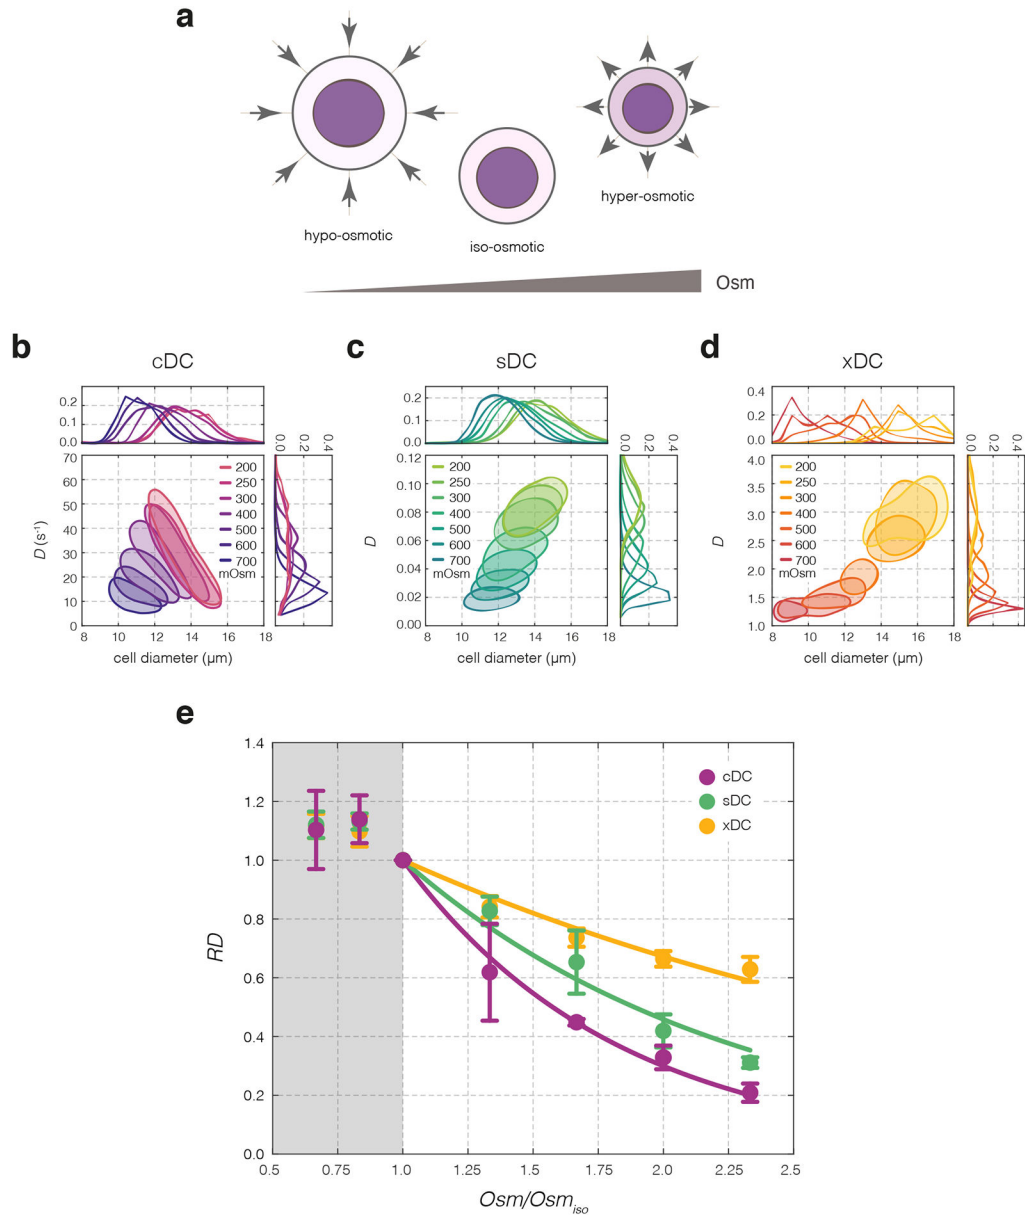 a
hypo-osmotic
iso-osmotic
hyper-osmotic
Osm
b
cDC
0.2
0.1
0.0
0.0
0.2
0.4
70
60
50
40
30
20
10
0
D (s⁻¹)
200
250
300
400
500
600
700
mOsm
8 10 12 14 16 18
cell diameter (μm)
c
sDC
0.2
0.1
0.0
0.0
0.2
0.4
0.12
0.10
0.08
0.06
0.04
0.02
0.00
D
200
250
300
400
500
600
700
mOsm
8 10 12 14 16 18
cell diameter (μm)
d
xDC
0.4
0.2
0.0
0.0
0.2
0.4
4.0
3.5
3.0
2.5
2.0
1.5
1.0
D
200
250
300
400
500
600
700
mOsm
8 10 12 14 16 18
cell diameter (μm)
e
1.4
1.2
1.0
0.8
0.6
0.4
0.2
0.0
RD
cDC
sDC
xDC
0.5 0.75 1.0 1.25 1.5 1.75 2.0 2.25 2.5
Osm/Osm_iso